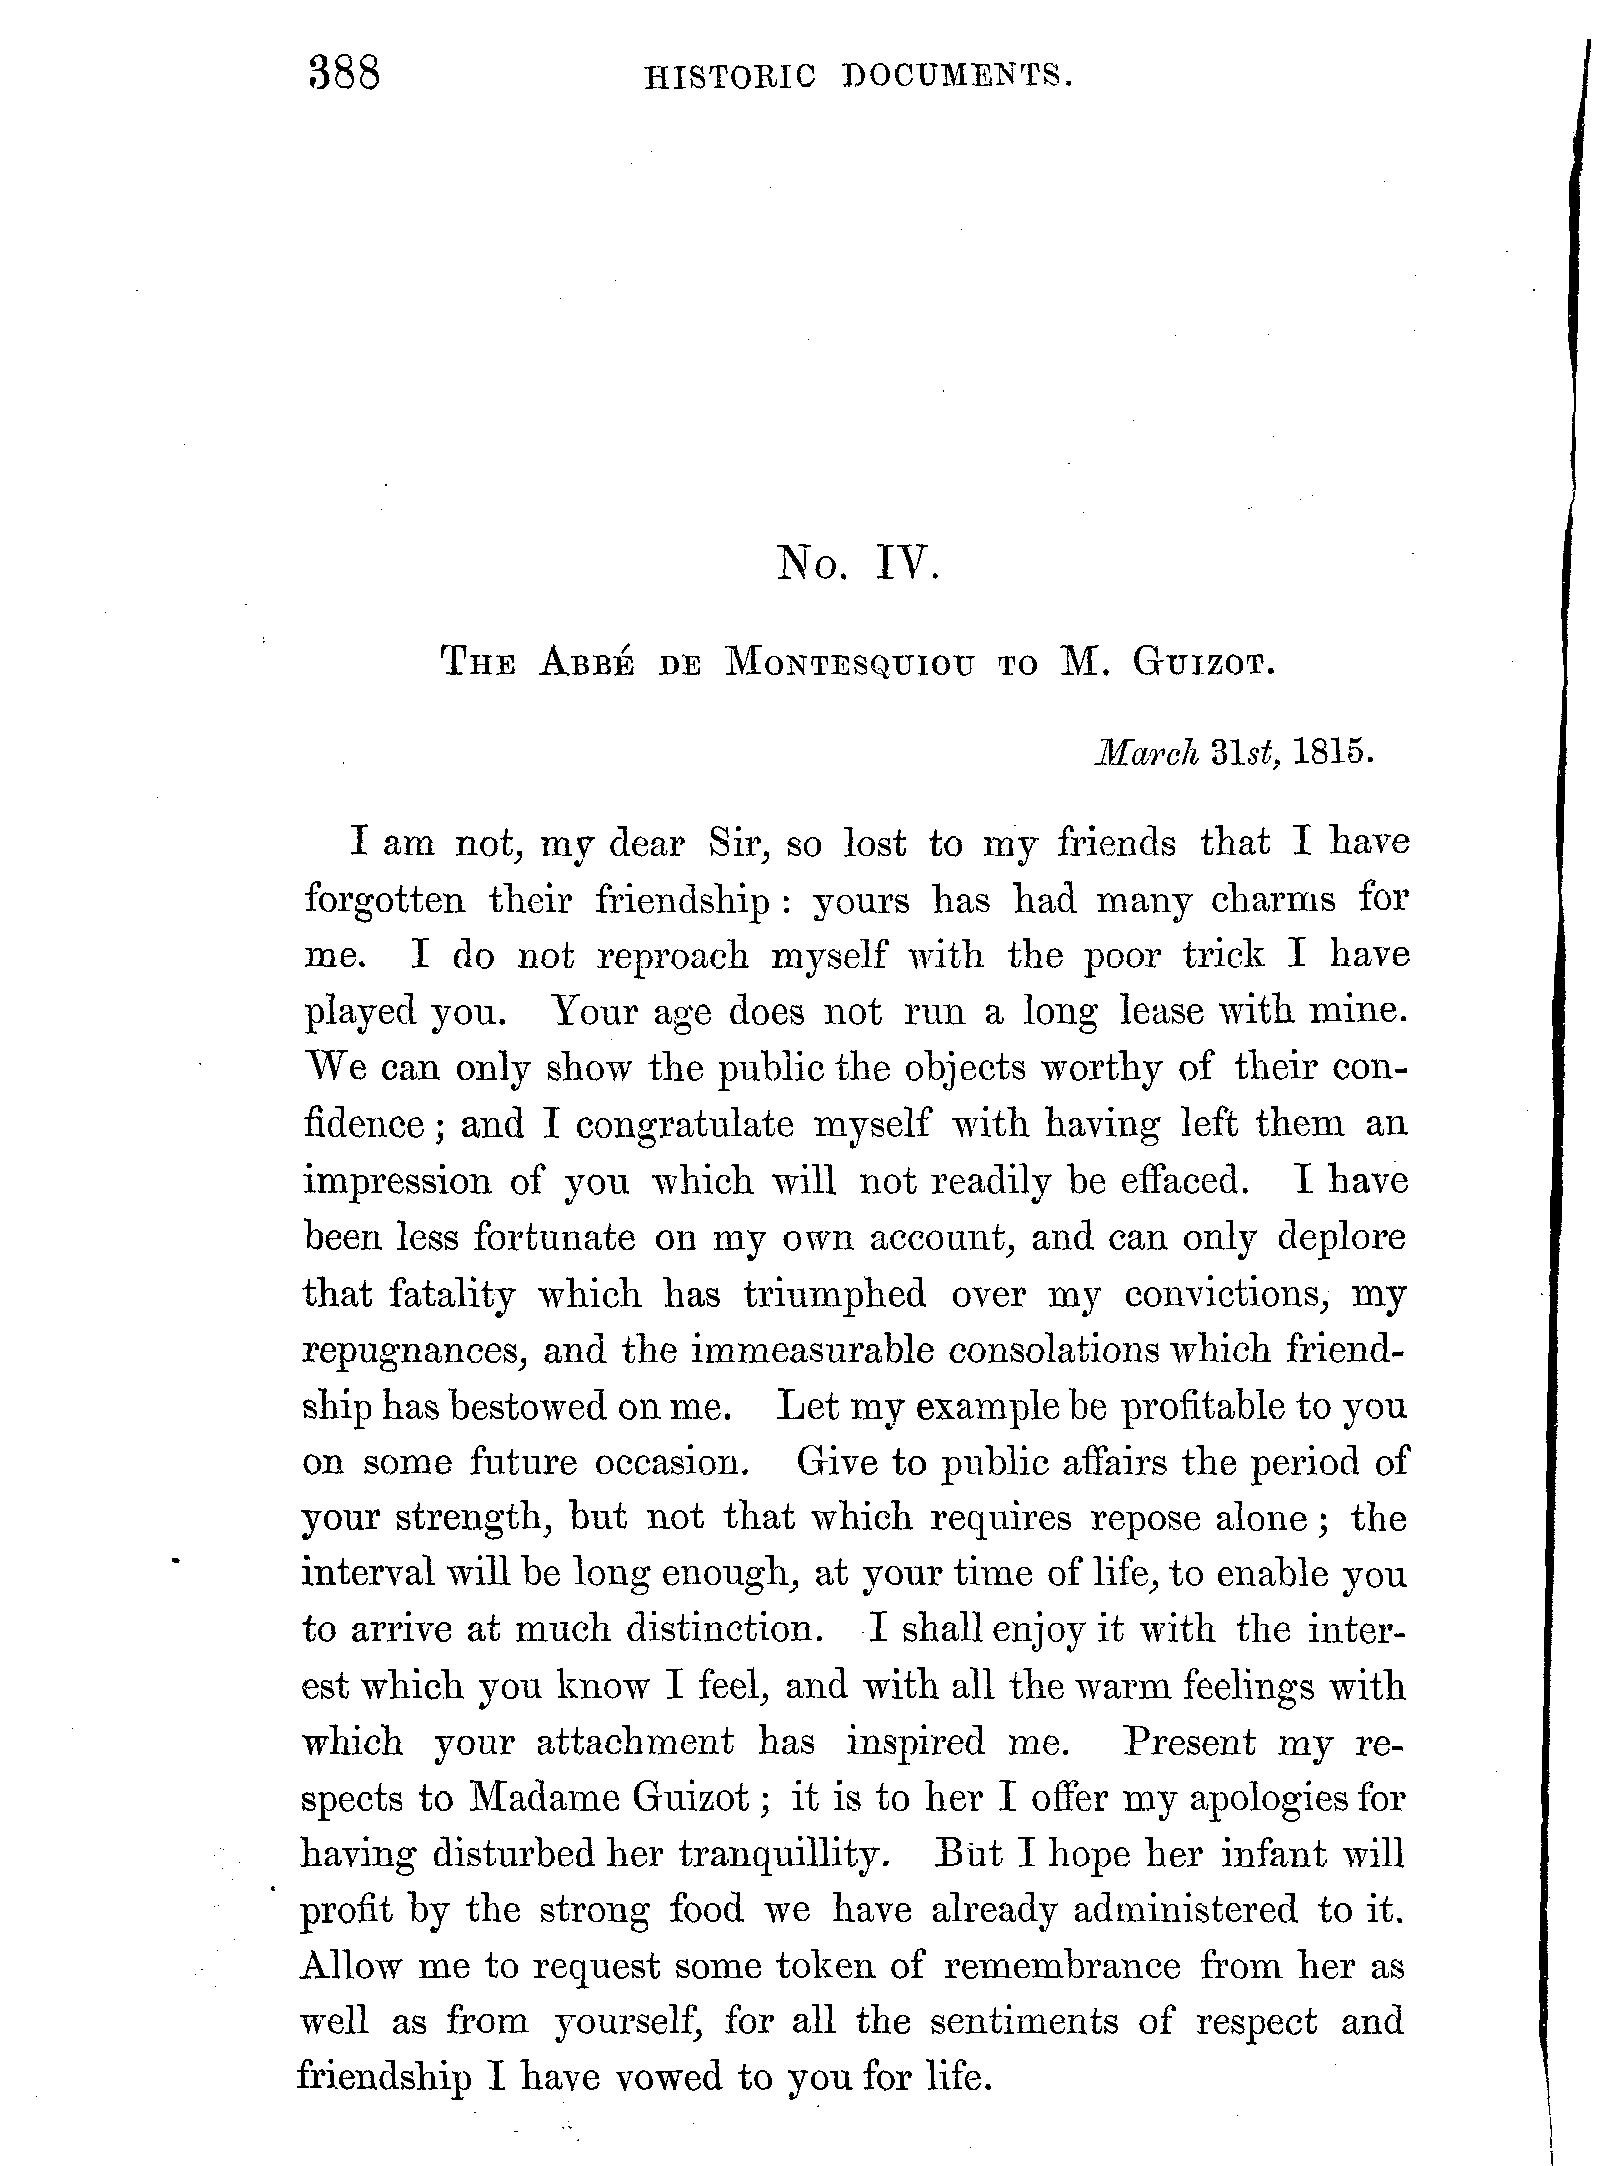 388 HISTORIC DOCUMENTS.
No. IV.
The Abbé de Montesquiou to M. Guizot.
March 31st, 1815.
I am not, my dear Sir, so lost to my friends that I have
forgotten their friendship : yours has had many charms for
me. I do not reproach myself with the poor trick I have
played you. Your age does not run a long lease with mine.
We can only show the public the objects worthy of their con-
fidence ; and I congratulate myself with having left them an
impression of you which will not readily be effaced. I have
been less fortunate on my own account, and can only deplore
that fatality which has triumphed over my convictions, my
repugnances, and the immeasurable consolations which friend-
ship has bestowed on me. Let my example be profitable to you
on some future occasion. Give to public affairs the period of
your strength, but not that which requires repose alone ; the
interval will be long enough, at your time of life, to enable you
to arrive at much distinction. I shall enjoy it with the inter-
est which you know I feel, and with all the warm feelings with
which your attachment has inspired me. Present my re-
spects to Madame Guizot ; it is to her I offer my apologies for
having disturbed her tranquillity. But I hope her infant will
profit by the strong food we have already administered to it.
Allow me to request some token of remembrance from her as
well as from yourself, for all the sentiments of respect and
friendship I have vowed to you for life.